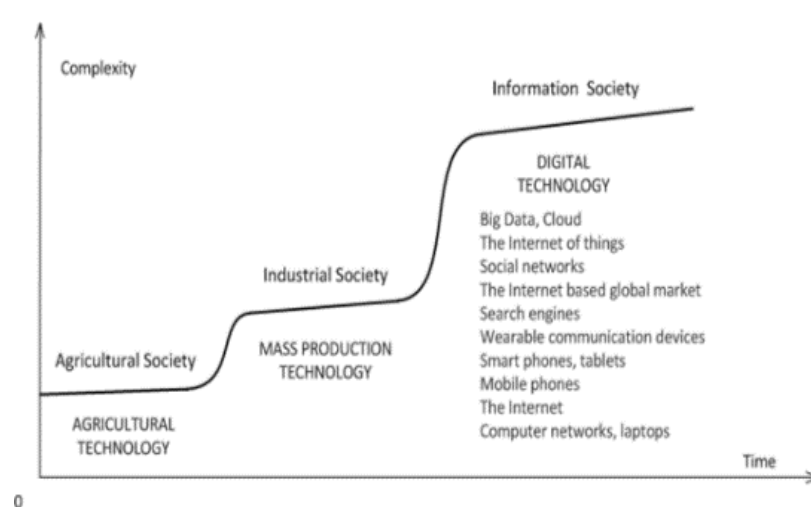 Complexity
Information Society
DIGITAL
TECHNOLOGY
Big Data, Cloud
The Internet of things
Social networks
The Internet based global market
Search engines
Wearable communication devices
Smart phones, tablets
Mobile phones
The Internet
Computer networks, laptops
Industrial Society
MASS PRODUCTION
TECHNOLOGY
Agricultural Society
AGRICULTURAL
TECHNOLOGY
Time
0